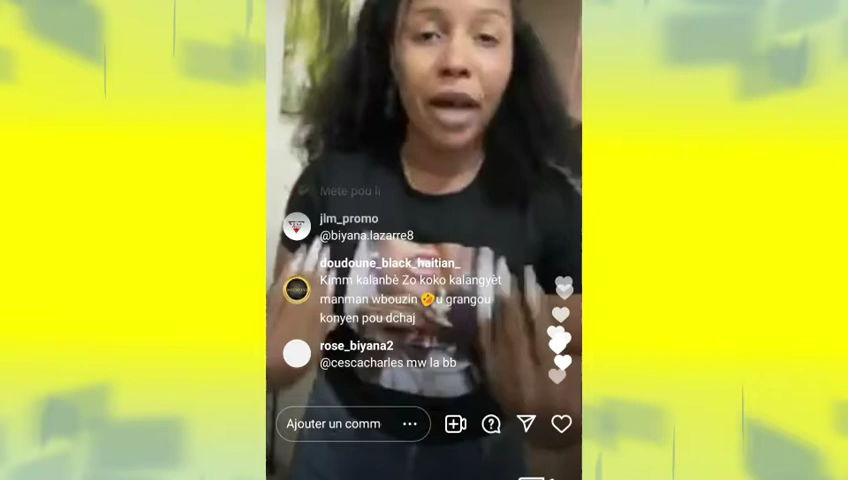 Mete pou li
jlm_promo
@biyana.lazarre8
doudoune_black_haitian_
Kimm kalanbè Zo koko kalangyèt
manman wbouzin 🤣u grangou
konyen pou dchaj
rose_biyana2
@cescacharles mw la bb
Ajouter un comm